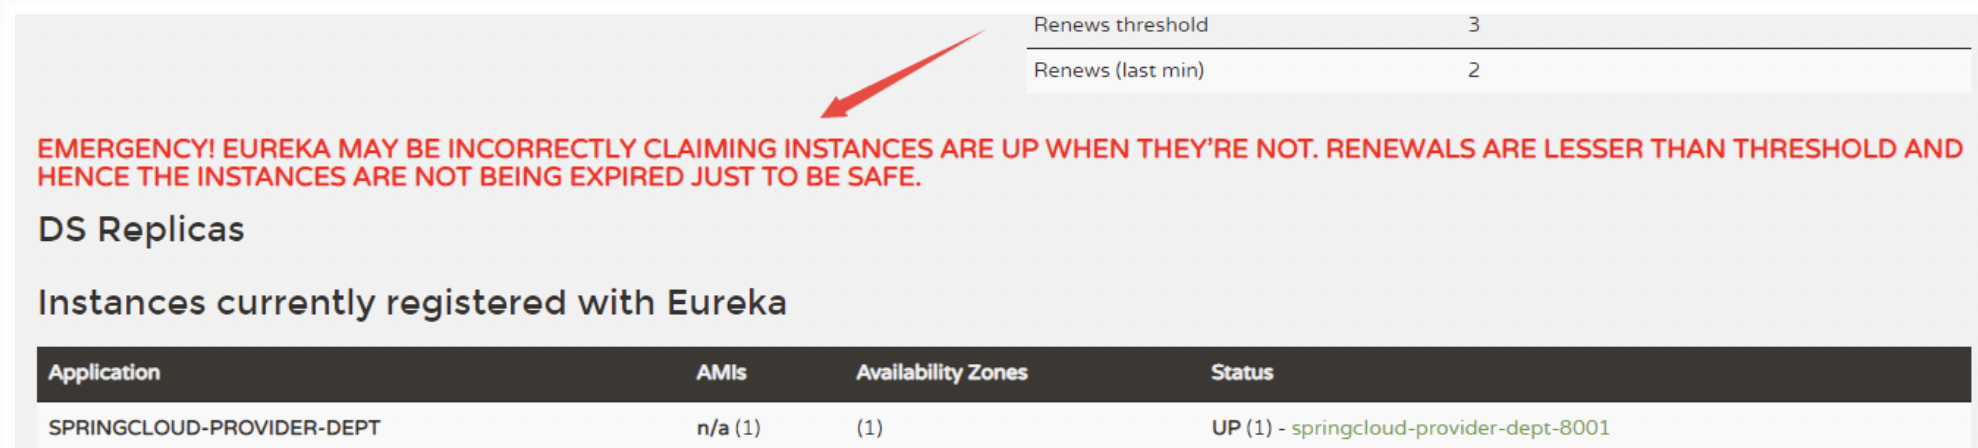 Renews threshold 3
Renews (last min) 2
EMERGENCY! EUREKA MAY BE INCORRECTLY CLAIMING INSTANCES ARE UP WHEN THEY'RE NOT. RENEWALS ARE LESSER THAN THRESHOLD AND
HENCE THE INSTANCES ARE NOT BEING EXPIRED JUST TO BE SAFE.
DS Replicas
Instances currently registered with Eureka
Application AMIs Availability Zones Status
SPRINGCLOUD-PROVIDER-DEPT n/a (1) (1) UP (1) - springcloud-provider-dept-8001